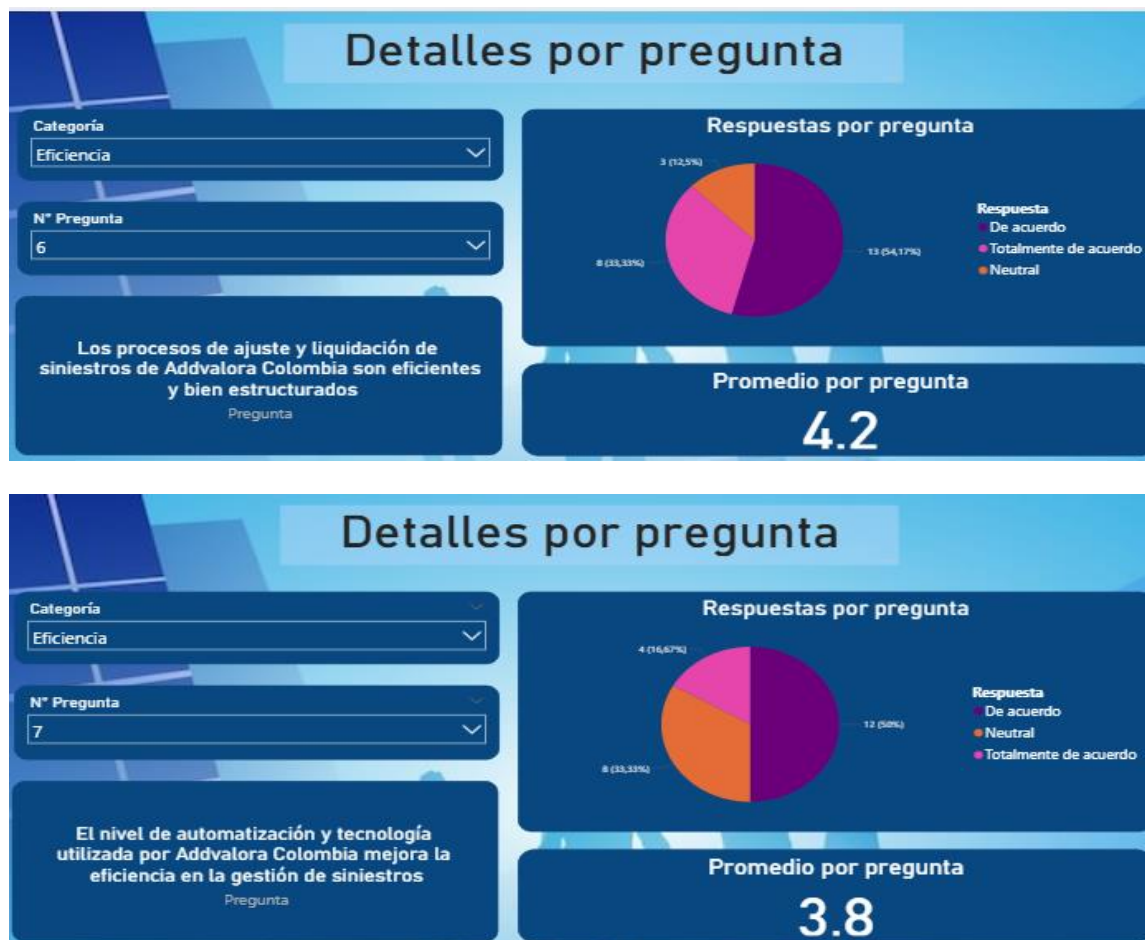 Detalles por pregunta
Categoría
Eficiencia
N° Pregunta
6
Los procesos de ajuste y liquidación de
siniestros de Addvalora Colombia son eficientes
y bien estructurados
Pregunta
Respuestas por pregunta
3 (12,5%)
8 (33,33%)
13 (54,17%)
Respuesta
De acuerdo
Totalmente de acuerdo
Neutral
Promedio por pregunta
4.2
Detalles por pregunta
Categoría
Eficiencia
N° Pregunta
7
El nivel de automatización y tecnología
utilizada por Addvalora Colombia mejora la
eficiencia en la gestión de siniestros
Pregunta
Respuestas por pregunta
4 (16,67%)
8 (33,33%)
12 (50%)
Respuesta
De acuerdo
Neutral
Totalmente de acuerdo
Promedio por pregunta
3.8